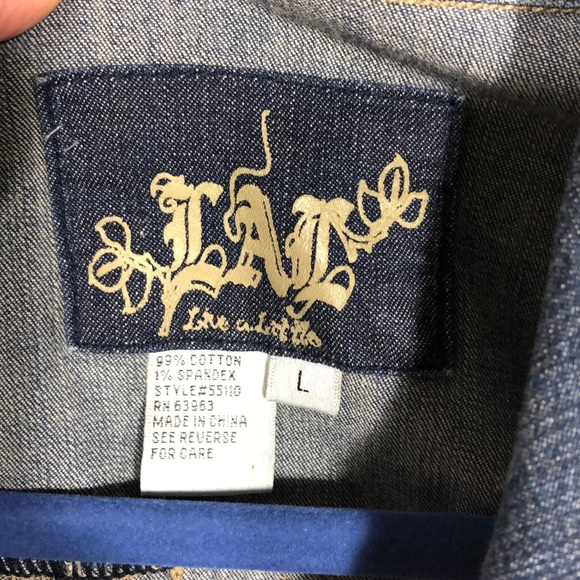 LAL
Live a Little
99% COTTON
1% SPANDEX
STYLE#55110
RN 63963
MADE IN CHINA
SEE REVERSE
FOR CARE
L